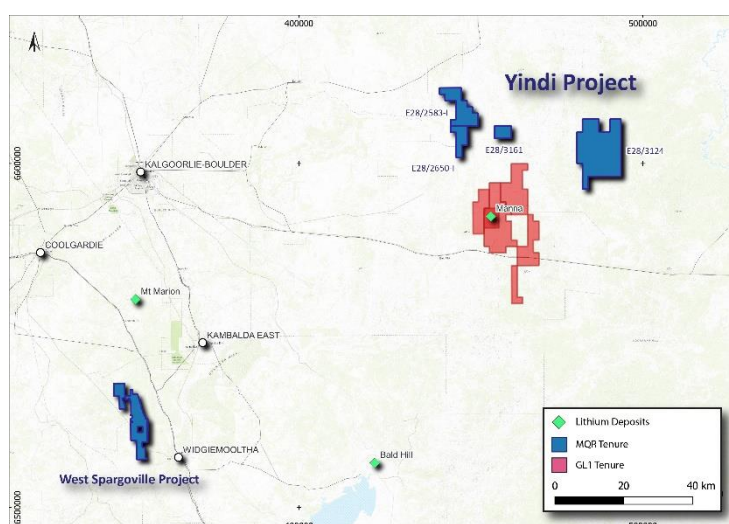 400000
500000
Yindi Project
E28/2583-I
E28/3161
E28/3124
E28/2650-I
6600000
KALGOORLIE-BOULDER
Manna
COOLGARDIE
Mt Marion
KAMBALDA EAST
WIDGIEMOOLTHA
Bald Hill
West Spargoville Project
Lithium Deposits
MQR Tenure
GL1 Tenure
0 20 40 km
6500000